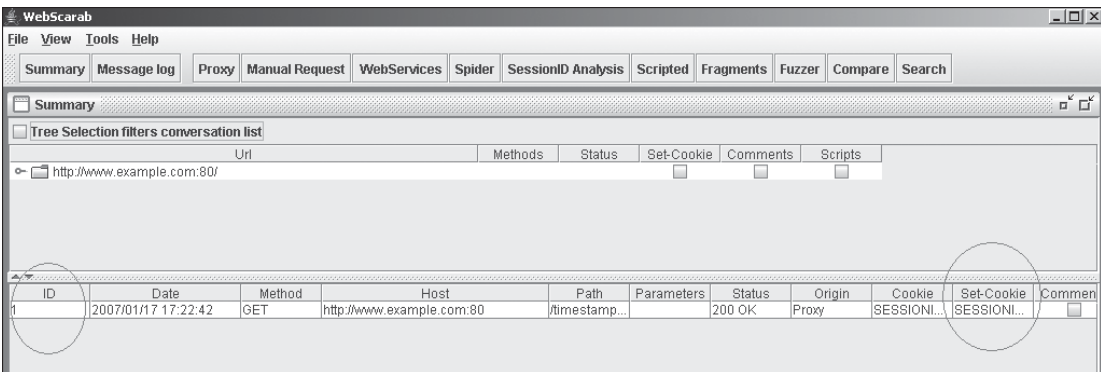 WebScarab
File View Tools Help
Summary Message log Proxy Manual Request WebServices Spider SessionID Analysis Scripted Fragments Fuzzer Compare Search
Summary
Tree Selection filters conversation list
Url Methods Status Set-Cookie Comments Scripts
http://www.example.com:80/
ID Date Method Host Path Parameters Status Origin Cookie Set-Cookie Commen
1 2007/01/17 17:22:42 GET http://www.example.com:80 /timestamp... 200 OK Proxy SESSIONI... SESSIONI...